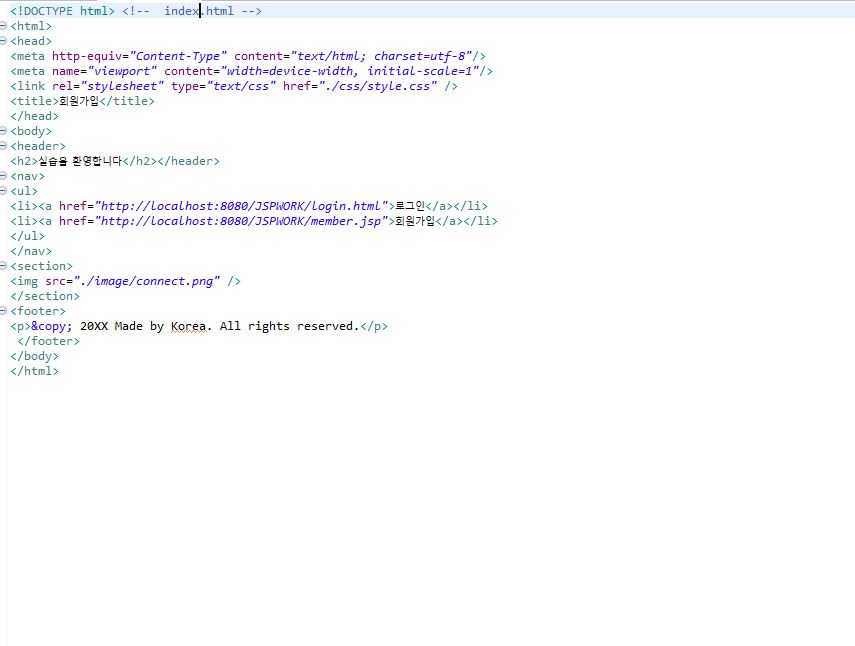 <!DOCTYPE html> <!--  index.html -->
<html>
<head>
<meta http-equiv="Content-Type" content="text/html; charset=utf-8"/>
<meta name="viewport" content="width=device-width, initial-scale=1"/>
<link rel="stylesheet" type="text/css" href="./css/style.css" />
<title>회원가입</title>
</head>
<body>
<header>
<h2>실습을 환영합니다</h2></header>
<nav>
<ul>
<li><a href="http://localhost:8080/JSPWORK/login.html">로그인</a></li>
<li><a href="http://localhost:8080/JSPWORK/member.jsp">회원가입</a></li>
</ul>
</nav>
<section>
<img src="./image/connect.png" />
</section>
<footer>
<p>&copy; 20XX Made by Korea. All rights reserved.</p>
</footer>
</body>
</html>